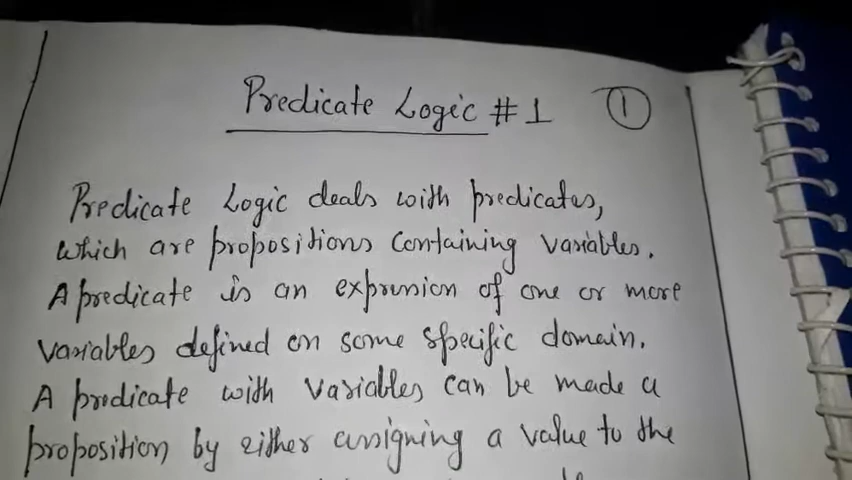 Predicate Logic #1 ①
Predicate Logic deals with predicates,
which are propositions containing variables.
A predicate is an expression of one or more
variables defined on some specific domain.
A predicate with variables can be made a
proposition by either assigning a value to the